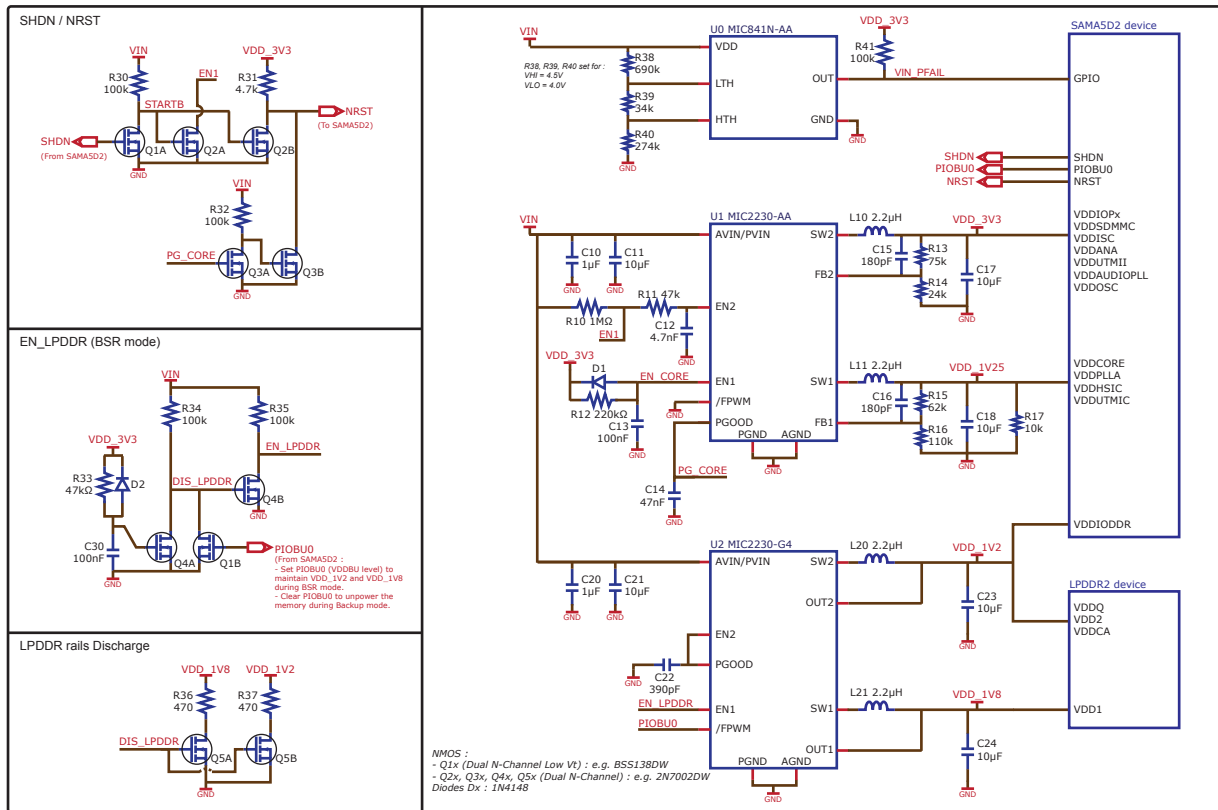 SHDN / NRST
VIN
VDD_3V3
R30
100k
EN1
R31
4.7k
STARTB
NRST
(To SAMA5D2)
SHDN
(From SAMA5D2)
Q1A
Q2A
Q2B
GND
VIN
R32
100k
PG_CORE
Q3A
Q3B
GND
EN_LPDDR (BSR mode)
VIN
R34
100k
R35
100k
VDD_3V3
EN_LPDDR
R33
47kΩ
D2
DIS_LPDDR
Q4B
GND
C30
100nF
Q4A
Q1B
PIOBU0
(From SAMA5D2 :
- Set PIOBU0 (VDDBU level) to
maintain VDD_1V2 and VDD_1V8
during BSR mode.
- Clear PIOBU0 to unpower the
memory during Backup mode.
GND
LPDDR rails Discharge
VDD_1V8
VDD_1V2
R36
470
R37
470
DIS_LPDDR
Q5A
Q5B
GND
VIN
R38, R39, R40 set for :
VHI = 4.5V
VLO = 4.0V
R38
690k
R39
34k
R40
274k
GND
U0 MIC841N-AA
VDD
LTH
HTH
OUT
GND
GND
VDD_3V3
R41
100k
VIN_PFAIL
SAMA5D2 device
GPIO
SHDN
PIOBU0
NRST
SHDN
PIOBU0
NRST
VDDIOPx
VDDSDMMC
VDDISC
VDDANA
VDDUTMII
VDDAUDIOPLL
VDDOSC
VDDCORE
VDDPLLA
VDDHSIC
VDDUTMIC
VDDIODDR
VIN
U1 MIC2230-AA
AVIN/PVIN
EN2
EN1
/FPWM
PGOOD
PGND
AGND
SW2
FB2
SW1
FB1
GND
C10
1µF
GND
C11
10µF
GND
R10 1MΩ
EN1
R11 47k
C12
4.7nF
GND
VDD_3V3
D1
EN_CORE
R12 220kΩ
C13
100nF
GND
GND
PG_CORE
C14
47nF
GND
L10 2.2µH
VDD_3V3
C15
180pF
R13
75k
R14
24k
C17
10µF
GND
GND
L11 2.2µH
VDD_1V25
C16
180pF
R15
62k
R16
110k
C18
10µF
R17
10k
GND
U2 MIC2230-G4
AVIN/PVIN
EN2
PGOOD
EN1
/FPWM
PGND
AGND
SW2
OUT2
SW1
OUT1
GND
C20
1µF
GND
C21
10µF
GND
C22
390pF
GND
EN_LPDDR
PIOBU0
L20 2.2µH
VDD_1V2
C23
10µF
GND
L21 2.2µH
VDD_1V8
C24
10µF
GND
LPDDR2 device
VDDQ
VDD2
VDDCA
VDD1
NMOS :
- Q1x (Dual N-Channel Low Vt) : e.g. BSS138DW
- Q2x, Q3x, Q4x, Q5x (Dual N-Channel) : e.g. 2N7002DW
Diodes Dx : 1N4148